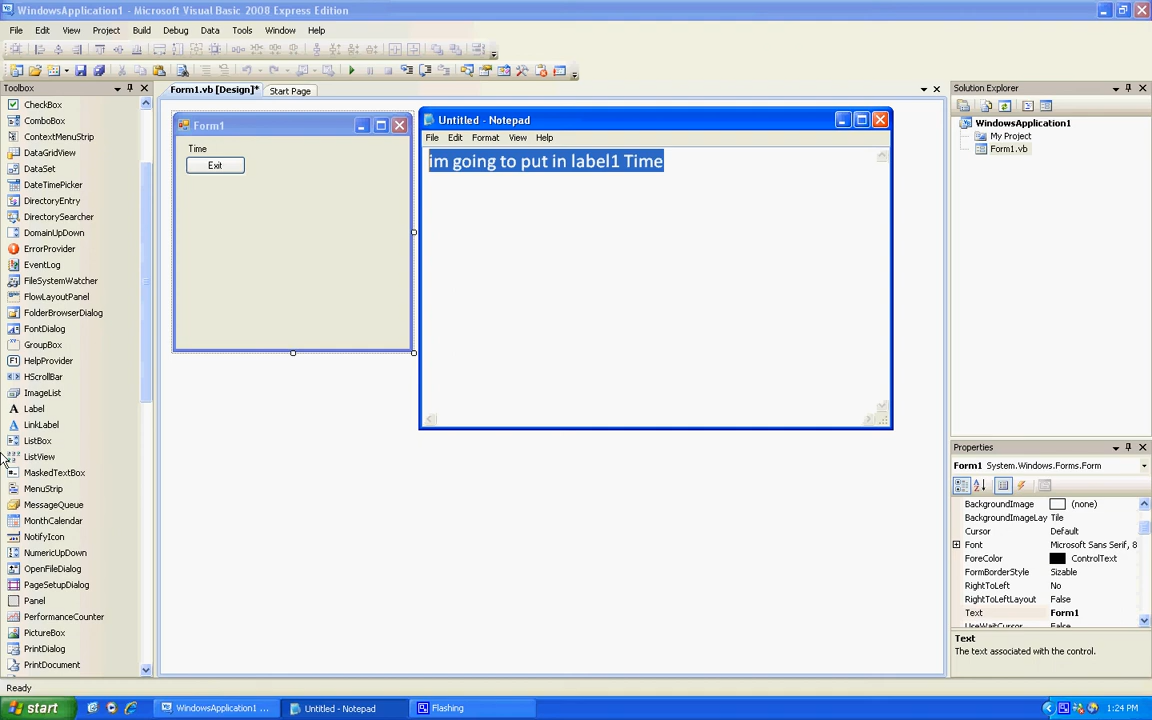 WindowsApplication1 - Microsoft Visual Basic 2008 Express Edition
File Edit View Project Build Debug Data Tools Window Help
Toolbox
CheckBox
ComboBox
ContextMenuStrip
DataGridView
DataSet
DateTimePicker
DirectoryEntry
DirectorySearcher
DomainUpDown
ErrorProvider
EventLog
FileSystemWatcher
FlowLayoutPanel
FolderBrowserDialog
FontDialog
GroupBox
HelpProvider
HScrollBar
ImageList
Label
LinkLabel
ListBox
ListView
MaskedTextBox
MenuStrip
MessageQueue
MonthCalendar
NotifyIcon
NumericUpDown
OpenFileDialog
PageSetupDialog
Panel
PerformanceCounter
PictureBox
PrintDialog
PrintDocument
Form1.vb [Design]* Start Page
Form1
Time
Exit
Untitled - Notepad
File Edit Format View Help
im going to put in label1 Time
Solution Explorer
WindowsApplication1
My Project
Form1.vb
Properties
Form1 System.Windows.Forms.Form
BackgroundImage (none)
BackgroundImageLay Tile
Cursor Default
Font Microsoft Sans Serif, 8
ForeColor ControlText
FormBorderStyle Sizable
RightToLeft No
RightToLeftLayout False
Text Form1
UseWaitCursor False
Text
The text associated with the control.
Ready
start WindowsApplication1 ... Untitled - Notepad Flashing 1:24 PM